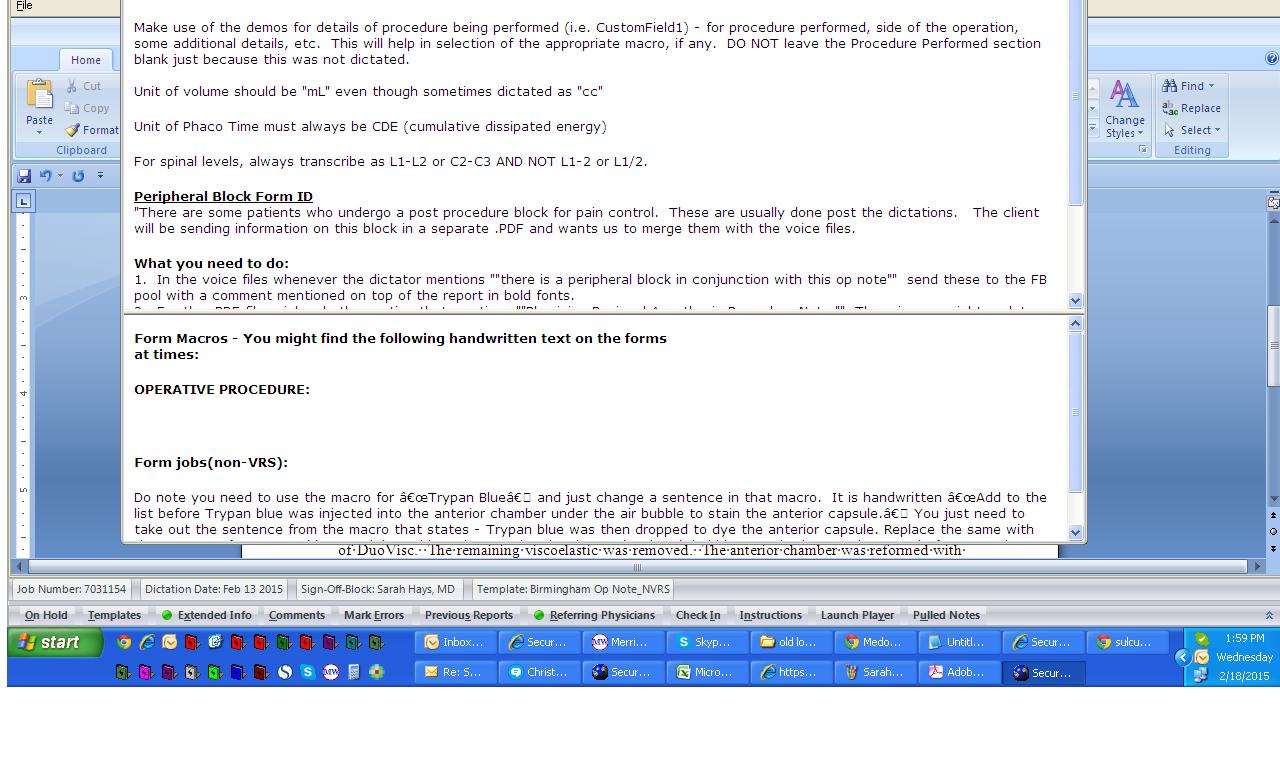 File
Make use of the demos for details of procedure being performed (i.e. CustomField1) - for procedure performed, side of the operation,
some additional details, etc.  This will help in selection of the appropriate macro, if any.  DO NOT leave the Procedure Performed section
blank just because this was not dictated.
Home
Cut
Copy
Format
Paste
Clipboard
Find
Replace
Select
Change
Styles
Editing
Unit of volume should be "mL" even though sometimes dictated as "cc"
Unit of Phaco Time must always be CDE (cumulative dissipated energy)
For spinal levels, always transcribe as L1-L2 or C2-C3 AND NOT L1-2 or L1/2.
Peripheral Block Form ID
"There are some patients who undergo a post procedure block for pain control.  These are usually done post the dictations.   The client
will be sending information on this block in a separate .PDF and wants us to merge them with the voice files.
What you need to do:
1.  In the voice files whenever the dictator mentions ""there is a peripheral block in conjunction with this op note""  send these to the FB
pool with a comment mentioned on top of the report in bold fonts.
3
4
5
Form Macros - You might find the following handwritten text on the forms
at times:
OPERATIVE PROCEDURE:
Form jobs(non-VRS):
Do note you need to use the macro for â€œTrypan Blueâ€ and just change a sentence in that macro.  It is handwritten â€œAdd to the
list before Trypan blue was injected into the anterior chamber under the air bubble to stain the anterior capsule.â€ You just need to
take out the sentence from the macro that states - Trypan blue was then dropped to dye the anterior capsule. Replace the same with
of·DuoVisc.··The·remaining·viscoelastic·was·removed.··The·anterior·chamber·was·reformed·with·
Job Number: 7031154 Dictation Date: Feb 13 2015 Sign-Off-Block: Sarah Hays, MD Template: Birmingham Op Note_NVRS
On Hold Templates Extended Info Comments Mark Errors Previous Reports Referring Physicians Check In Instructions Launch Player Pulled Notes
start Inbox... Secur... Merri... Skyp... old lo... Medo... Untitl... Secur... sulcu... 1:59 PM
Wednesday
Re: S... Christ... Secur... Micro... https... Sarah... Adob... Secur... 2/18/2015